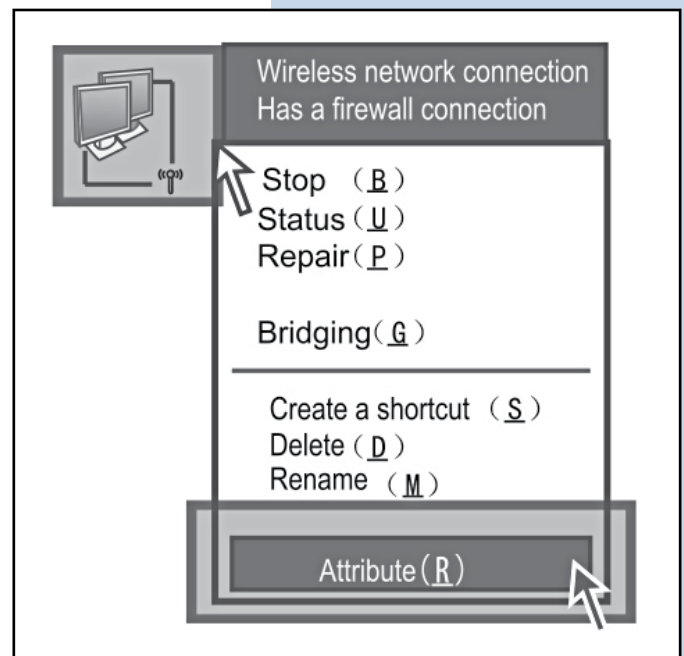 Wireless network connection
Has a firewall connection
Stop （B）
Status（U）
Repair（P）
Bridging（G）
Create a shortcut （S）
Delete（D）
Rename （M）
Attribute（R）